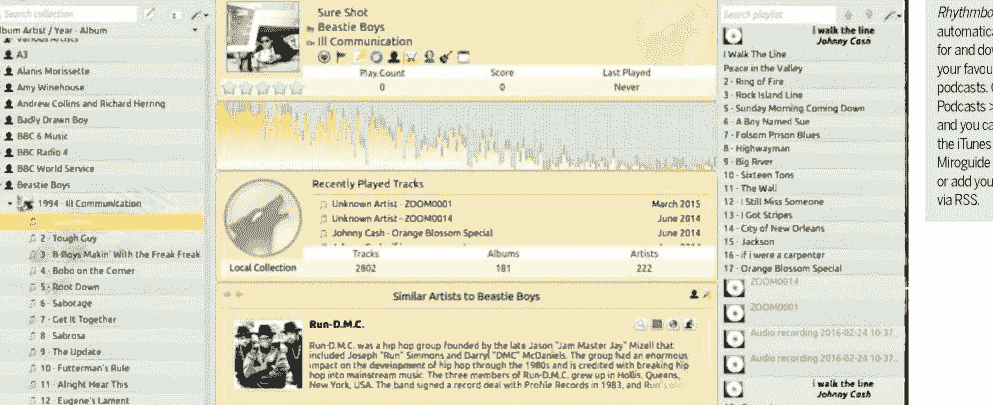 Search collection
Album Artist / Year - Album
Various Artists
A3
Alanis Morissette
Amy Winehouse
Andrew Collins and Richard Herring
Badly Drawn Boy
BBC 6 Music
BBC Radio 4
BBC World Service
Beastie Boys
1994 - Ill Communication
2 - Tough Guy
3 - B-Boys Makin' With the Freak Freak
4 - Bobo on the Corner
5 - Root Down
6 - Sabotage
7 - Get It Together
8 - Sabrosa
9 - The Update
10 - Futterman's Rule
11 - Alright Hear This
12 - Eugene's Lament
Sure Shot
By Beastie Boys
On Ill Communication
Play Count Score Last Played
0 0 Never
Recently Played Tracks
Unknown Artist - ZOOM0001 March 2015
Unknown Artist - ZOOM0014 June 2014
Johnny Cash - Orange Blossom Special June 2014
Local Collection
Tracks Albums Artists
2802 181 222
Similar Artists to Beastie Boys
Run-D.M.C.
Run-D.M.C. was a hip hop group founded by the late Jason "Jam Master Jay" Mizell that
included Joseph "Run" Simmons and Darryl "DMC" McDaniels. The group had an enormous
impact on the development of hip hop through the 1980s and is credited with breaking hip
hop into mainstream music. The three members of Run-D.M.C. grew up in Hollis, Queens,
New York, USA. The band signed a record deal with Profile Records in 1983, and Run's
Search playlist
i walk the line
Johnny Cash
I Walk The Line
Peace in the Valley
2 - Ring of Fire
3 - Rock Island Line
5 - Sunday Morning Coming Down
6 - A Boy Named Sue
7 - Folsom Prison Blues
8 - Highwayman
9 - Big River
10 - Sixteen Tons
11 - The Wall
12 - I Still Miss Someone
13 - I Got Stripes
14 - City of New Orleans
15 - Jackson
16 - if i were a carpenter
17 - Orange Blossom Special
ZOOM0014
ZOOM0001
Audio recording 2016-02-24 10-37..
Audio recording 2016-02-24 10-37..
i walk the line
Johnny Cash
Rhythmbo
automatica
for and dow
your favou
podcasts.
Podcasts >
and you ca
the iTunes
Miroguide
or add you
via RSS.